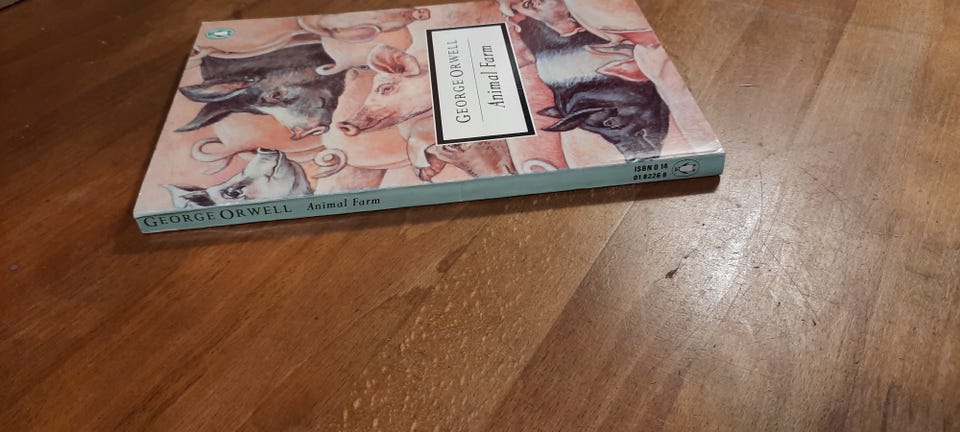 GEORGE ORWELL
Animal Farm
GEORGE ORWELL Animal Farm
ISBN 0 14
01 8226 8